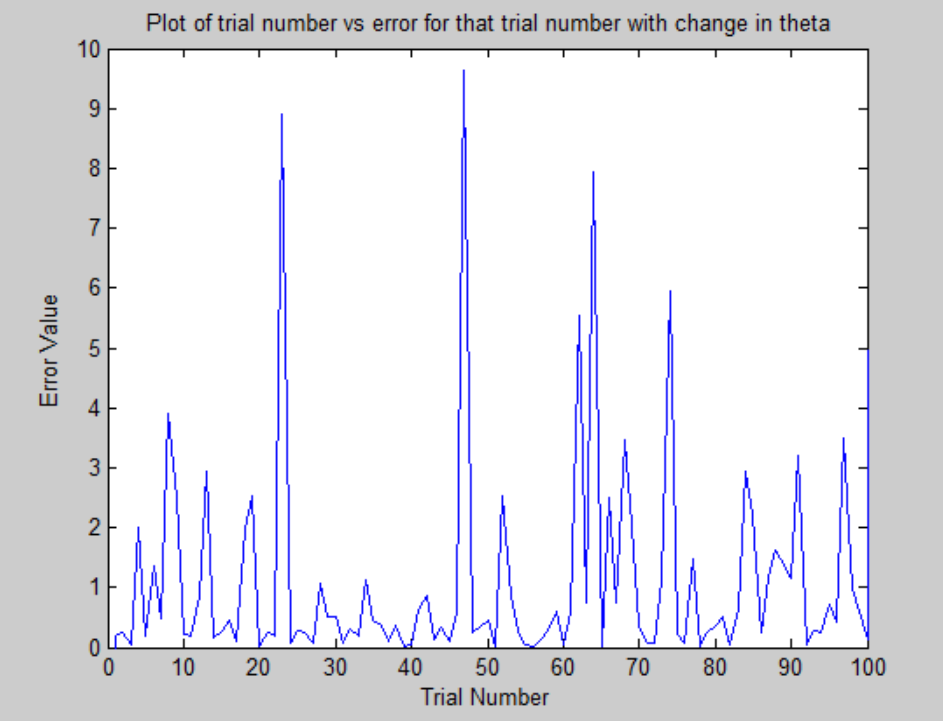 Plot of trial number vs error for that trial number with change in theta
10
9
8
7
6
5
4
3
2
1
0
Error Value
0 10 20 30 40 50 60 70 80 90 100
Trial Number